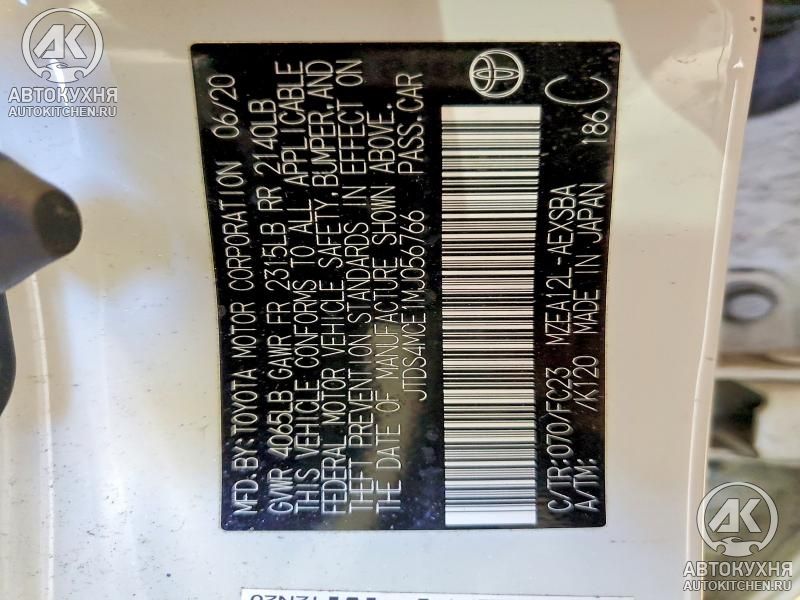 MFD. BY: TOYOTA MOTOR CORPORATION 06/20
GVWR 4065LB GAWR FR 2315LB RR 2140LB
THIS VEHICLE CONFORMS TO ALL APPLICABLE
FEDERAL MOTOR VEHICLE SAFETY, BUMPER, AND
THEFT PREVENTION STANDARDS IN EFFECT ON
THE DATE OF MANUFACTURE SHOWN ABOVE.
JTDS4MCE1MJ056766 PASS. CAR
C/TR:070/FC23 MZEA12L-AEXSBA 186 C
A/TM: /K120 MADE IN JAPAN
АК
АВТОКУХНЯ
AUTOKITCHEN.RU
АК
АВТОКУХНЯ
AUTOKITCHEN.RU